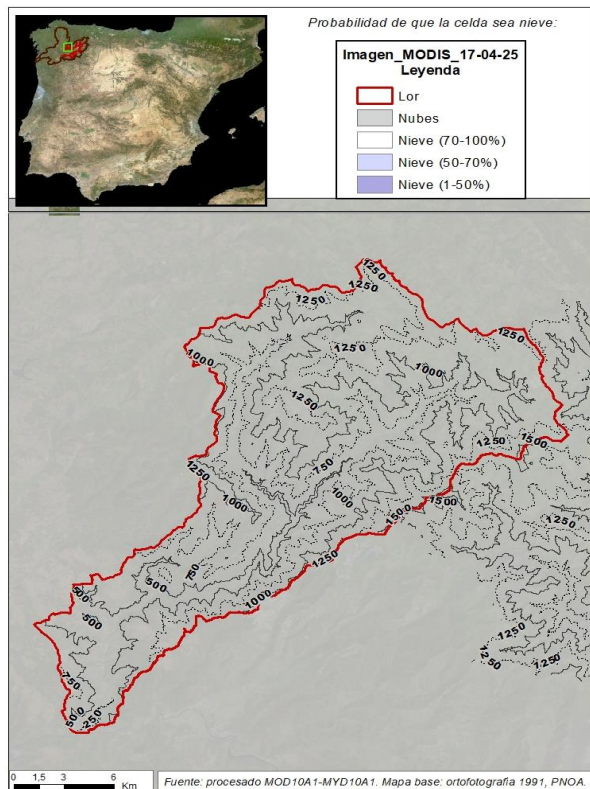 Probabilidad de que la celda sea nieve:
Imagen_MODIS_17-04-25
Leyenda
Lor
Nubes
Nieve (70-100%)
Nieve (50-70%)
Nieve (1-50%)
1250
1250
1250
1250
1000
1250
1000
1250
1250
1500
750
1250
1000
1000
1500
1500
1250
500
750
1250
1000
500
500
750
1250
1250
1250
500
250
0 1,5 3 6
Km
Fuente: procesado MOD10A1-MYD10A1. Mapa base: ortofotografía 1991, PNOA.